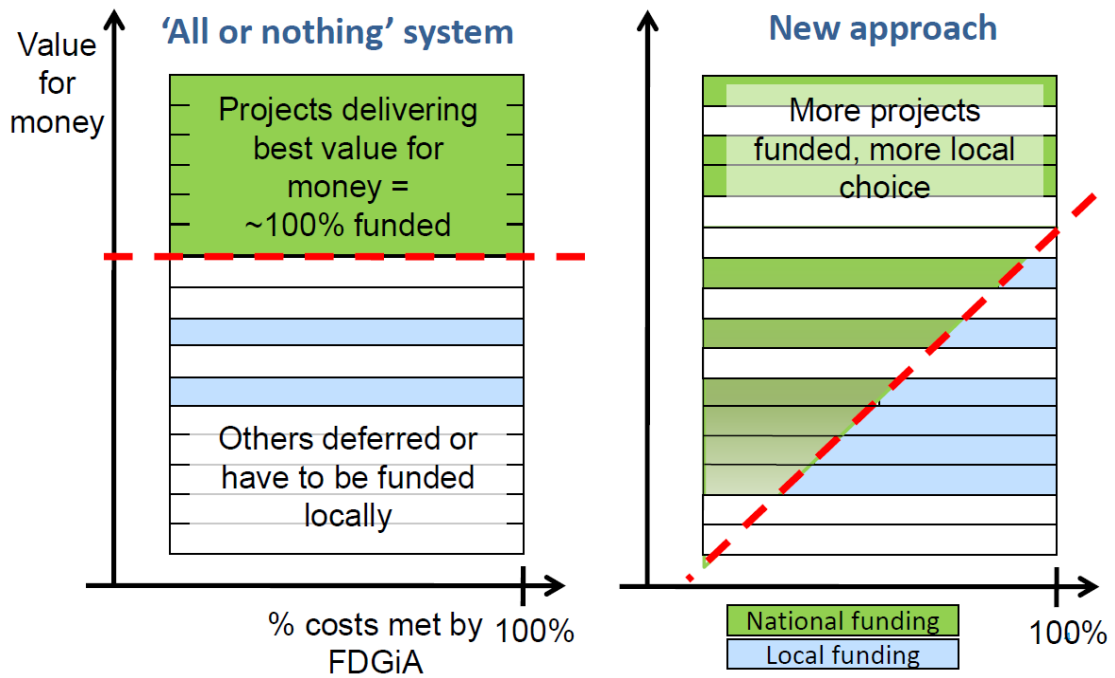 Value
for
money
‘All or nothing’ system
Projects delivering
best value for
money =
~100% funded
Others deferred or
have to be funded
locally
% costs met by
FDGiA
100%
New approach
More projects
funded, more local
choice
National funding
Local funding
100%